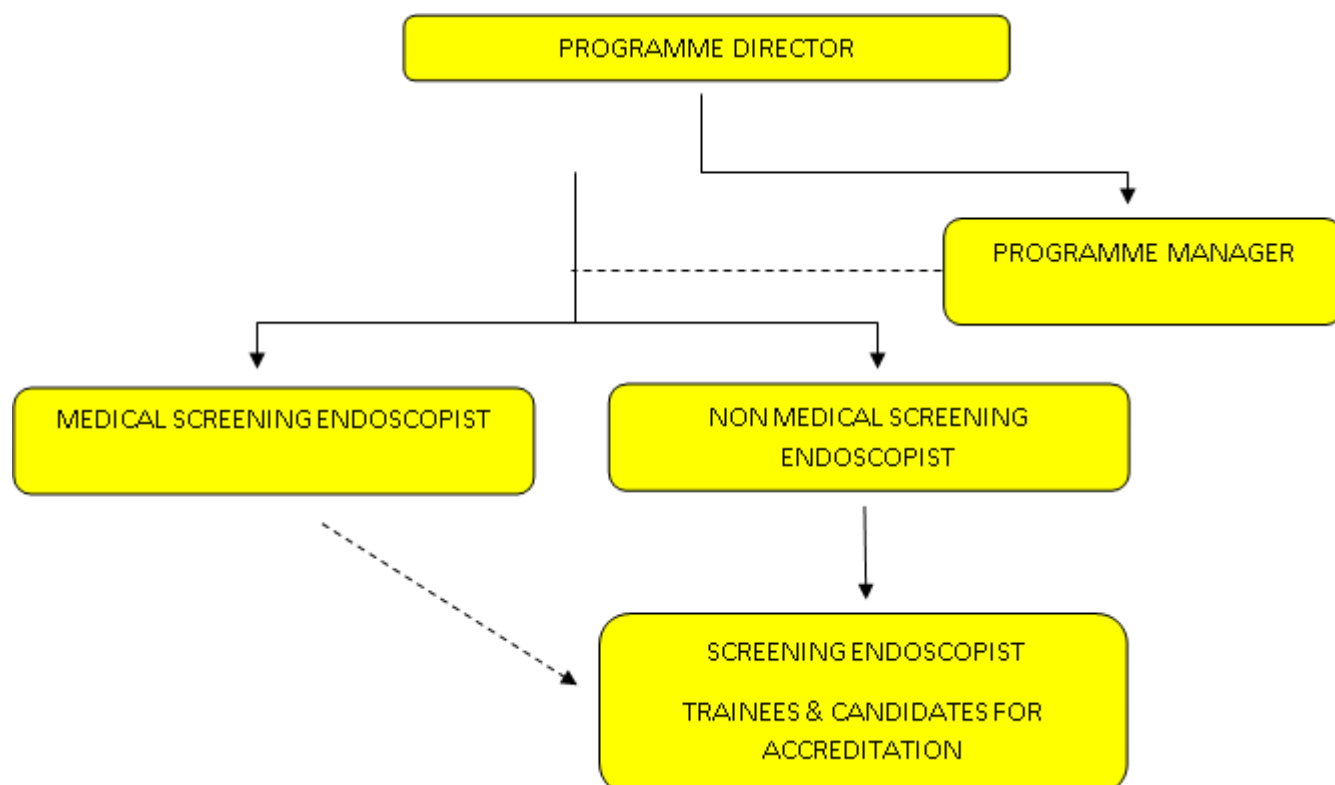 PROGRAMME DIRECTOR
PROGRAMME MANAGER
MEDICAL SCREENING ENDOSCOPIST
NON MEDICAL SCREENING
ENDOSCOPIST
SCREENING ENDOSCOPIST
TRAINEES & CANDIDATES FOR
ACCREDITATION